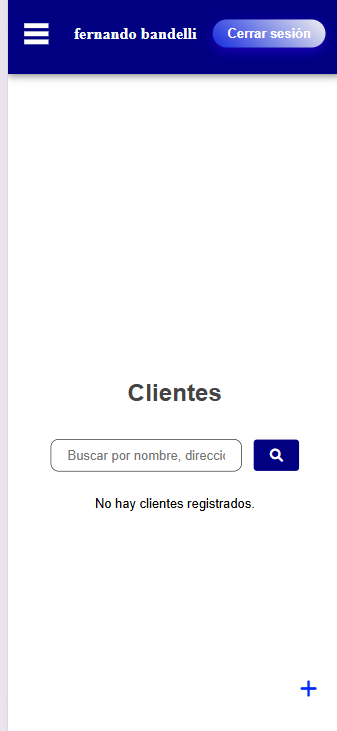 fernando bandelli
Cerrar sesión
Clientes
Buscar por nombre, direcci
No hay clientes registrados.